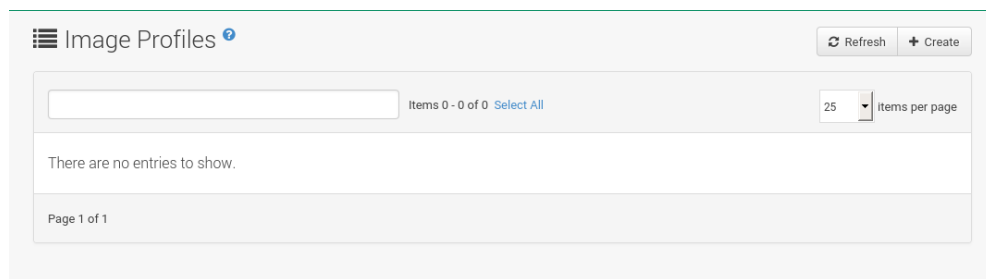 Image Profiles ?
Refresh + Create
Items 0 - 0 of 0 Select All 25 items per page
There are no entries to show.
Page 1 of 1